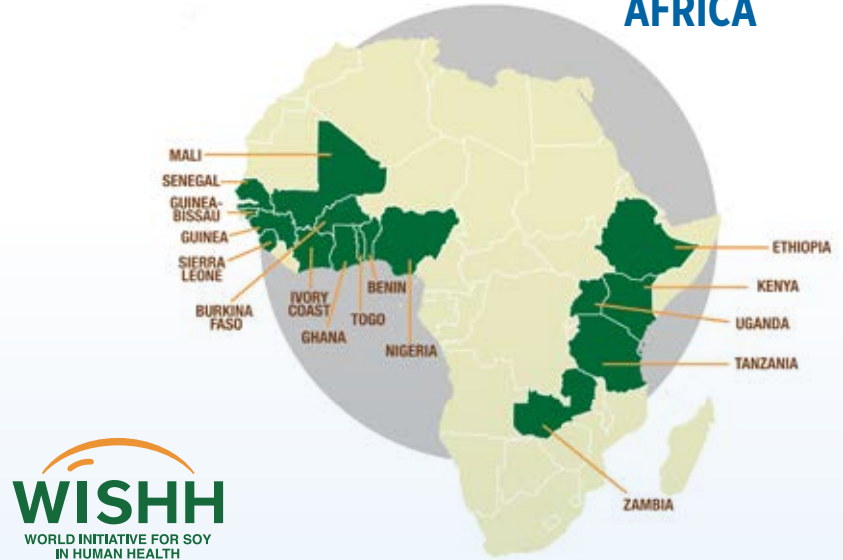 AFRICA
MALI
SENEGAL
GUINEA-
BISSAU
GUINEA
SIERRA
LEONE
BURKINA
FASO
IVORY
COAST
GHANA
TOGO
BENIN
NIGERIA
ETHIOPIA
KENYA
UGANDA
TANZANIA
ZAMBIA
WISHH
WORLD INITIATIVE FOR SOY
IN HUMAN HEALTH